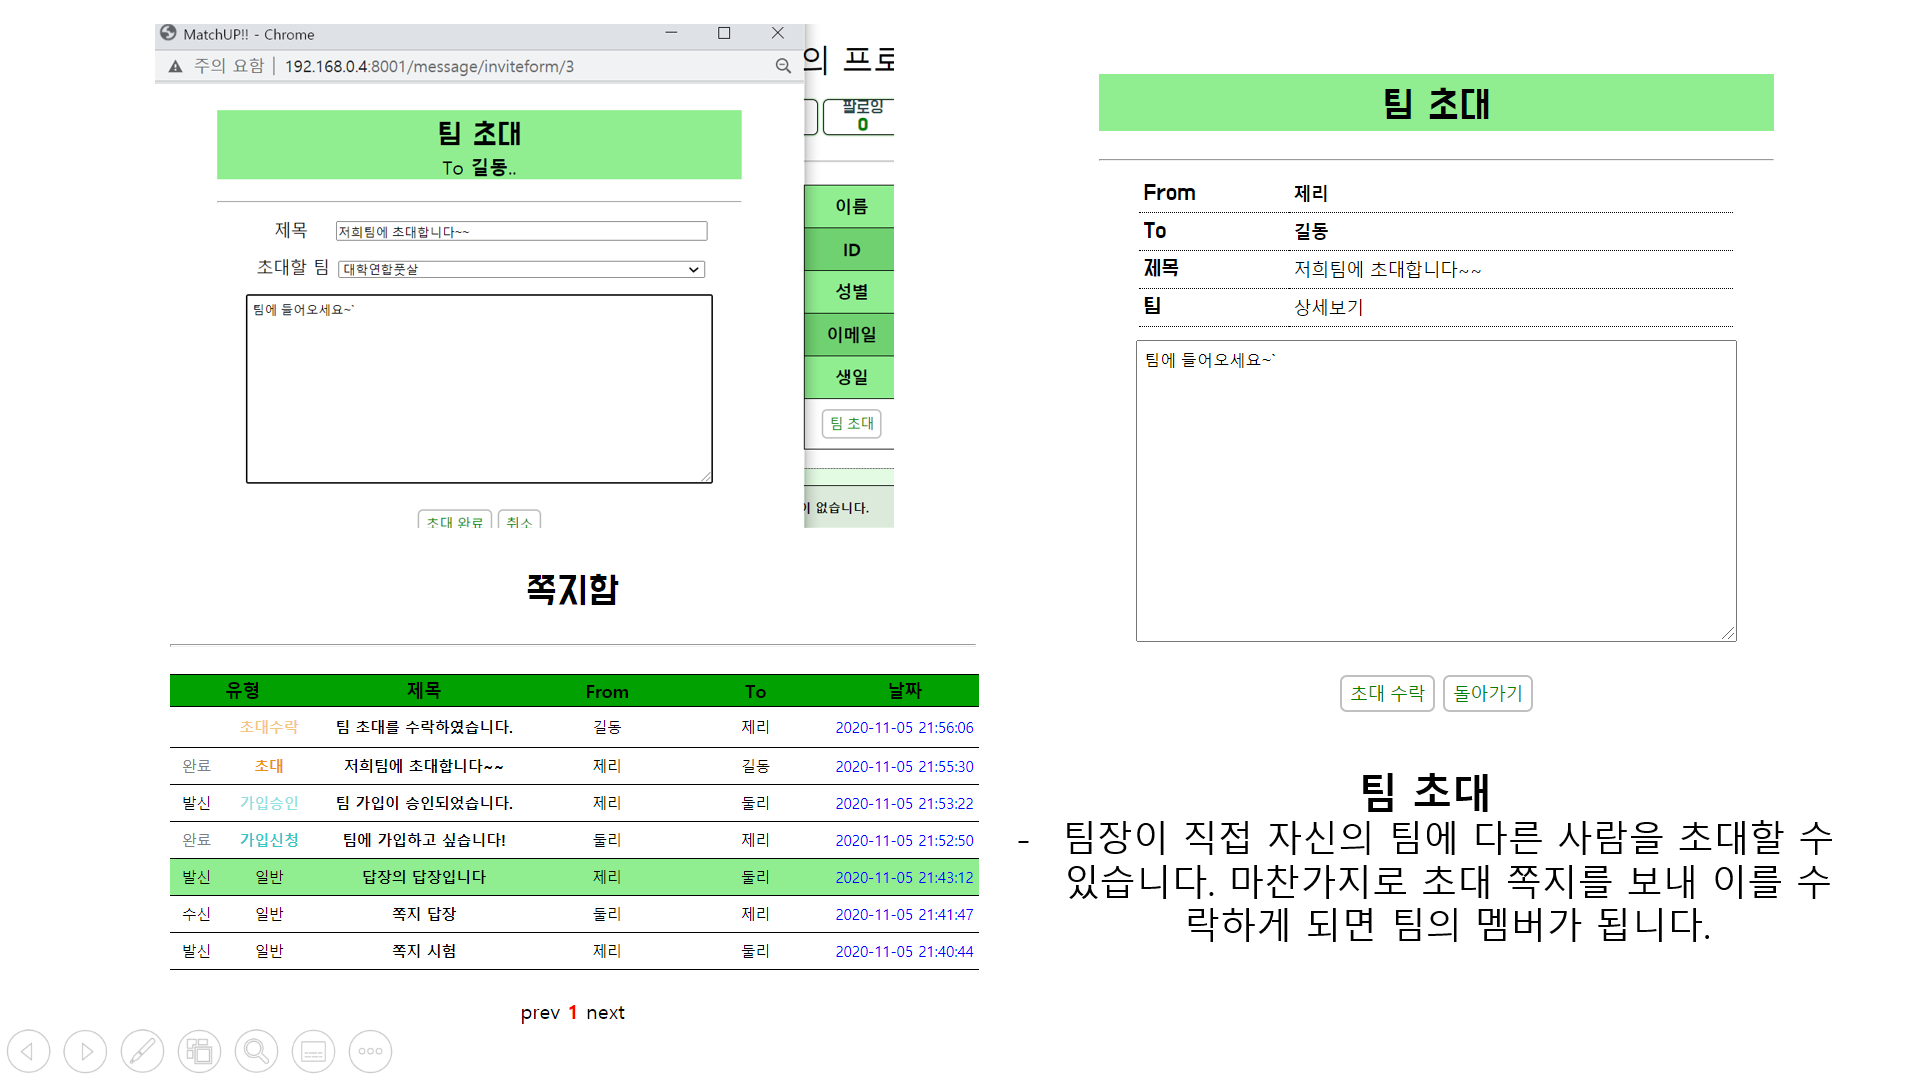 MatchUP!! - Chrome
주의 요함 | 192.168.0.4:8001/message/inviteform/3
팀 초대
To 길동..
제목 저희팀에 초대합니다~~
초대할 팀 대학연합풋살
팀에 들어오세요~`
초대 완료 취소
의 프로
팔로잉
0
이름
ID
성별
이메일
생일
팀 초대
없습니다.
쪽지함
유형 제목 From To 날짜
초대수락 팀 초대를 수락하였습니다. 길동 제리 2020-11-05 21:56:06
완료 초대 저희팀에 초대합니다~~ 제리 길동 2020-11-05 21:55:30
발신 가입승인 팀 가입이 승인되었습니다. 제리 둘리 2020-11-05 21:53:22
완료 가입신청 팀에 가입하고 싶습니다! 둘리 제리 2020-11-05 21:52:50
발신 일반 답장의 답장입니다 제리 둘리 2020-11-05 21:43:12
수신 일반 쪽지 답장 둘리 제리 2020-11-05 21:41:47
발신 일반 쪽지 시험 제리 둘리 2020-11-05 21:40:44
prev 1 next
팀 초대
From 제리
To 길동
제목 저희팀에 초대합니다~~
팀 상세보기
팀에 들어오세요~`
초대 수락 돌아가기
팀 초대
- 팀장이 직접 자신의 팀에 다른 사람을 초대할 수
있습니다. 마찬가지로 초대 쪽지를 보내 이를 수
락하게 되면 팀의 멤버가 됩니다.